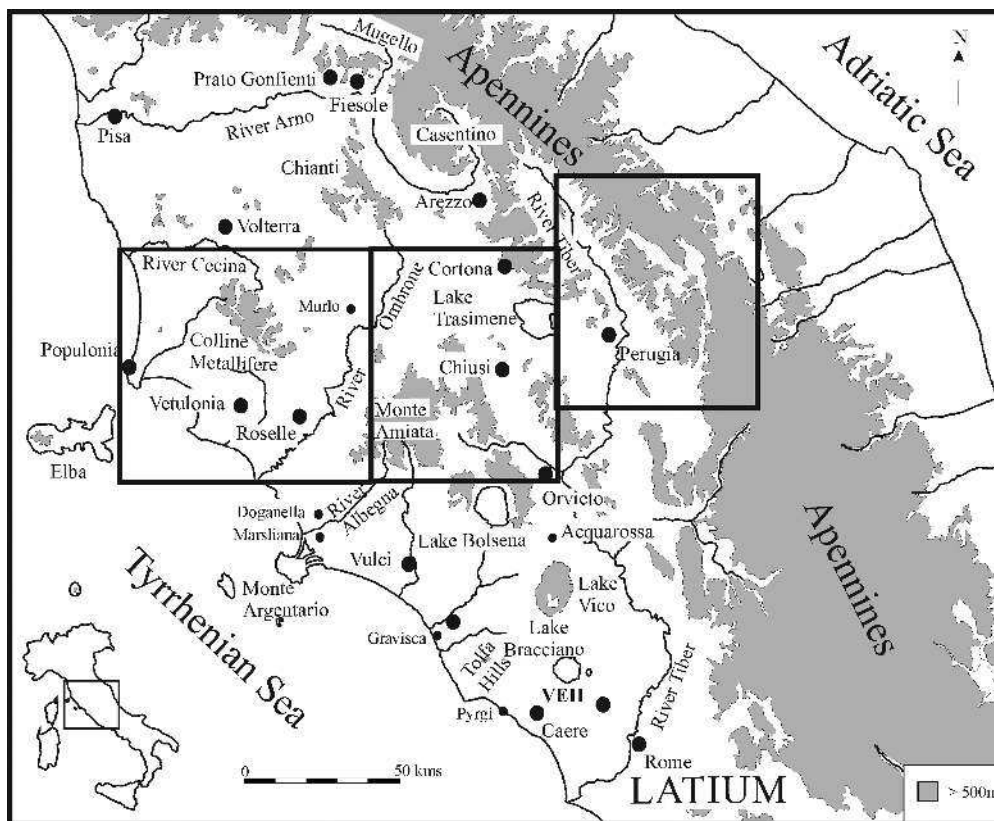 Mugello
N
Adriatic Sea
Apennines
Prato Gonfienti
Fiesole
Pisa
River Arno
Casentino
Chianti
Arezzo
River Tiber
Volterra
River Cecina
Cortona
Murlo
Ombrone
Lake
Trasimene
Colline
Metallifere
Populonia
Perugia
Chiusi
Vetulonia
Roselle
River
Monte
Amiata
Elba
Orvieto
Doganella
River
Albegna
Marsliana
Lake Bolsena
Acquarossa
Vulci
Tyrrhenian Sea
Monte
Argentario
Lake
Vico
Apennines
Gravisca
Lake
Bracciano
Tolfa
Hills
VEII
River Tiber
Pyrgi
Caere
Rome
0
50 kms
LATIUM
> 500m